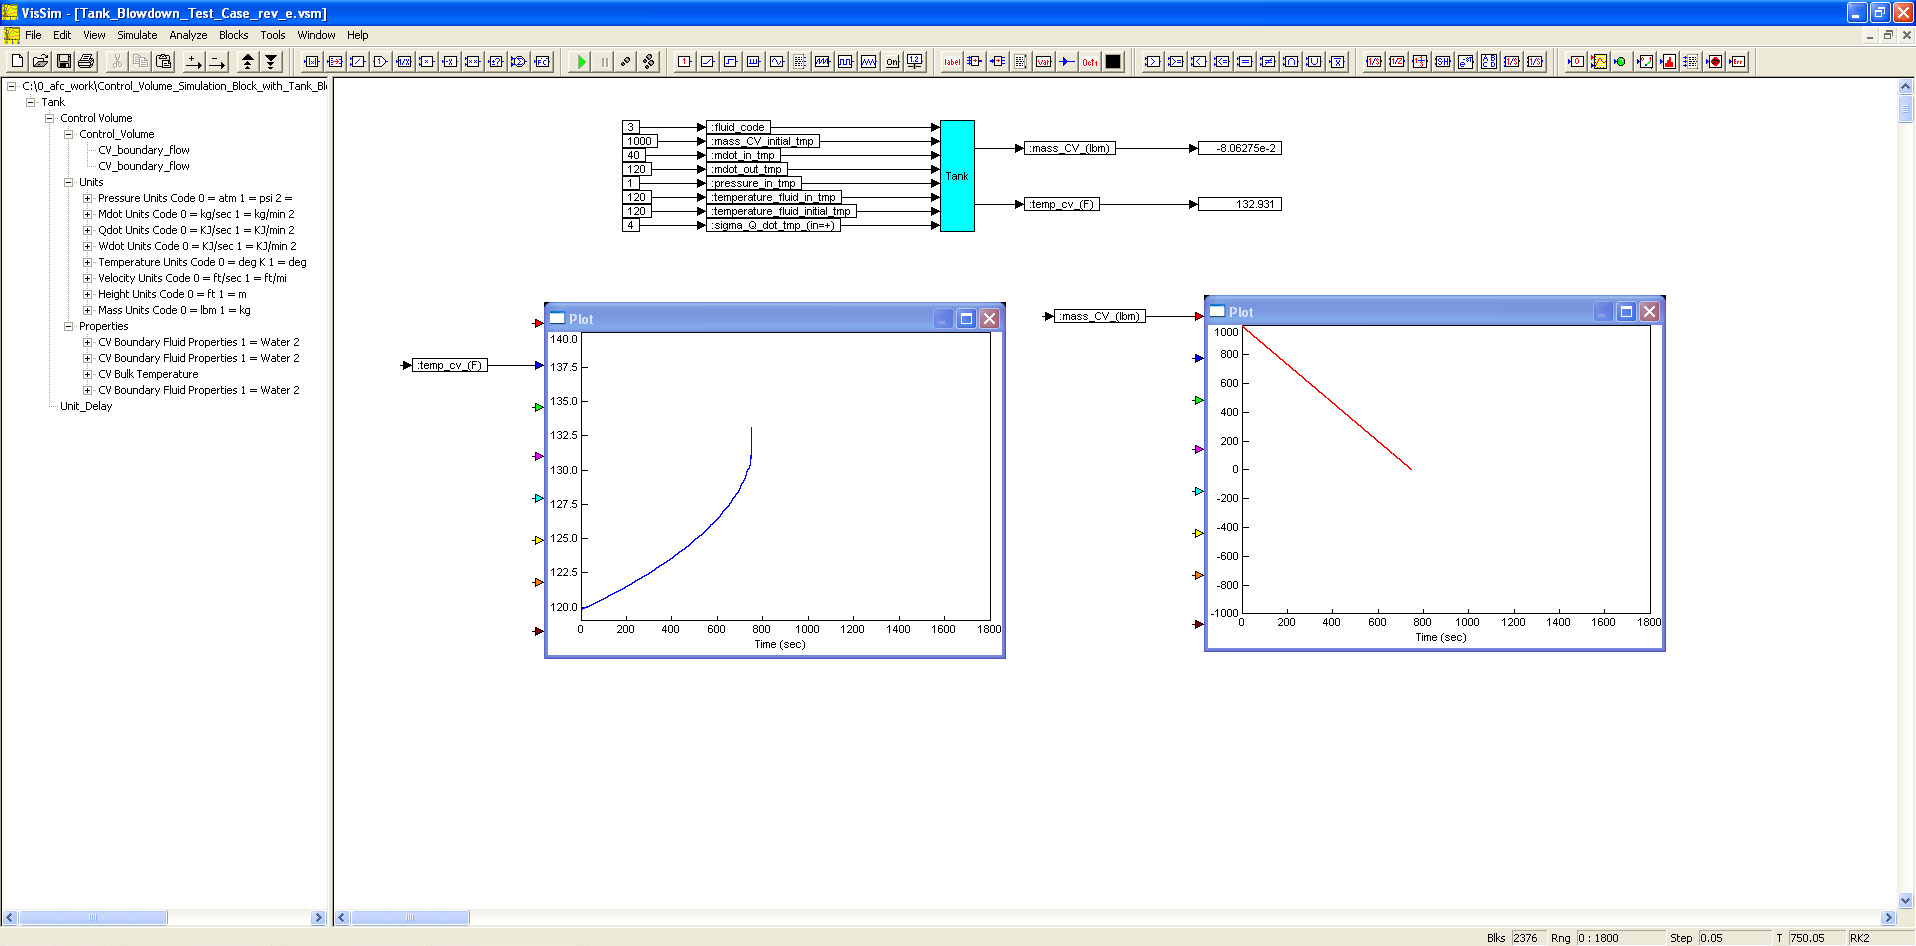 VisSim - [Tank_Blowdown_Test_Case_rev_e.vsm]
File Edit View Simulate Analyze Blocks Tools Window Help
C:\0_afc_work\Control_Volume_Simulation_Block_with_Tank_Bl
Tank
Control Volume
Control_Volume
CV_boundary_flow
CV_boundary_flow
Units
Pressure Units Code 0 = atm 1 = psi 2 =
Mdot Units Code 0 = kg/sec 1 = kg/min 2
Qdot Units Code 0 = KJ/sec 1 = KJ/min 2
Wdot Units Code 0 = KJ/sec 1 = KJ/min 2
Temperature Units Code 0 = deg K 1 = deg
Velocity Units Code 0 = ft/sec 1 = ft/mi
Height Units Code 0 = ft 1 = m
Mass Units Code 0 = lbm 1 = kg
Properties
CV Boundary Fluid Properties 1 = Water 2
CV Boundary Fluid Properties 1 = Water 2
CV Bulk Temperature
CV Boundary Fluid Properties 1 = Water 2
Unit_Delay
3 :fluid_code
1000 :mass_CV_initial_tmp
40 :mdot_in_tmp
120 :mdot_out_tmp
1 :pressure_in_tmp
120 :temperature_fluid_in_tmp
120 :temperature_fluid_initial_tmp
4 :sigma_Q_dot_tmp_(in=+)
Tank
:mass_CV_(lbm) -8.06275e-2
:temp_cv_(F) 132.931
:temp_cv_(F)
Plot
140.0
137.5
135.0
132.5
130.0
127.5
125.0
122.5
120.0
0 200 400 600 800 1000 1200 1400 1600 1800
Time (sec)
:mass_CV_(lbm)
Plot
1000
800
600
400
200
0
-200
-400
-600
-800
-1000
0 200 400 600 800 1000 1200 1400 1600 1800
Time (sec)
Blks 2376 Rng 0 : 1800 Step 0.05 T 750.05 RK2